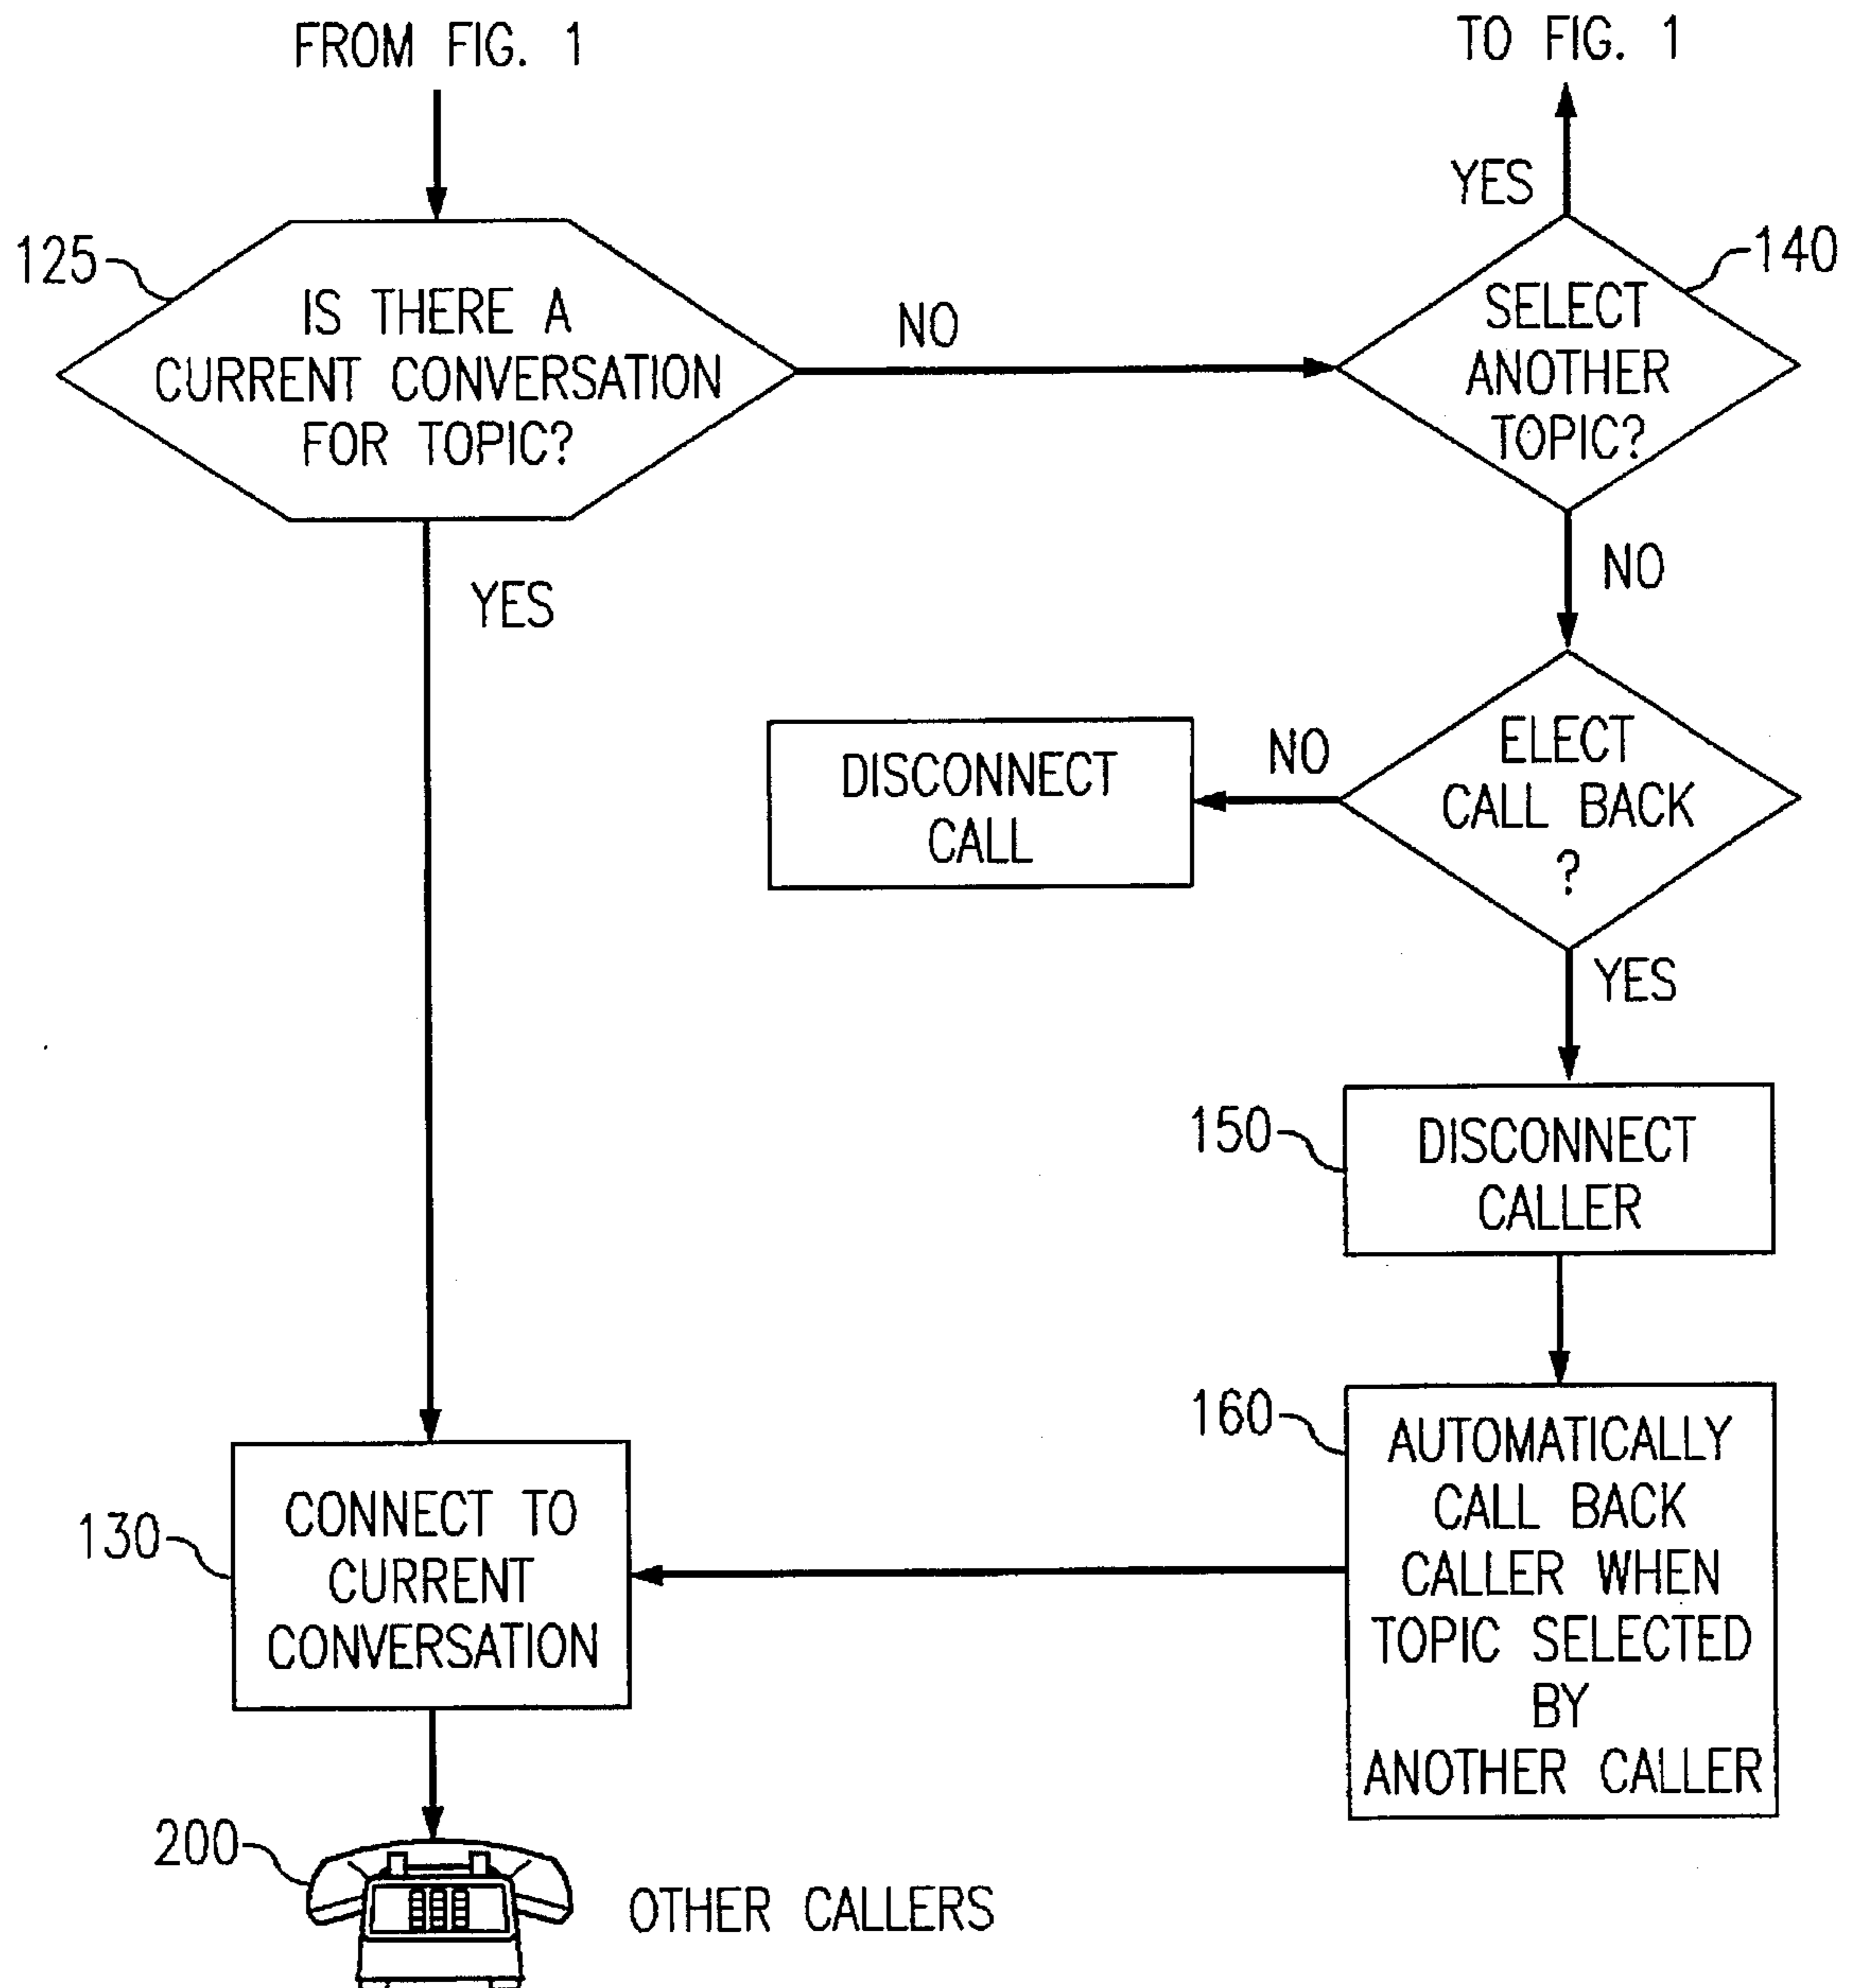 FROM FIG. 1
TO FIG. 1
YES
125
IS THERE A
CURRENT CONVERSATION
FOR TOPIC?
NO
140
SELECT
ANOTHER
TOPIC?
YES
NO
DISCONNECT
CALL
NO
ELECT
CALL BACK
?
YES
150
DISCONNECT
CALLER
160
AUTOMATICALLY
CALL BACK
CALLER WHEN
TOPIC SELECTED
BY
ANOTHER CALLER
130
CONNECT TO
CURRENT
CONVERSATION
200
OTHER CALLERS